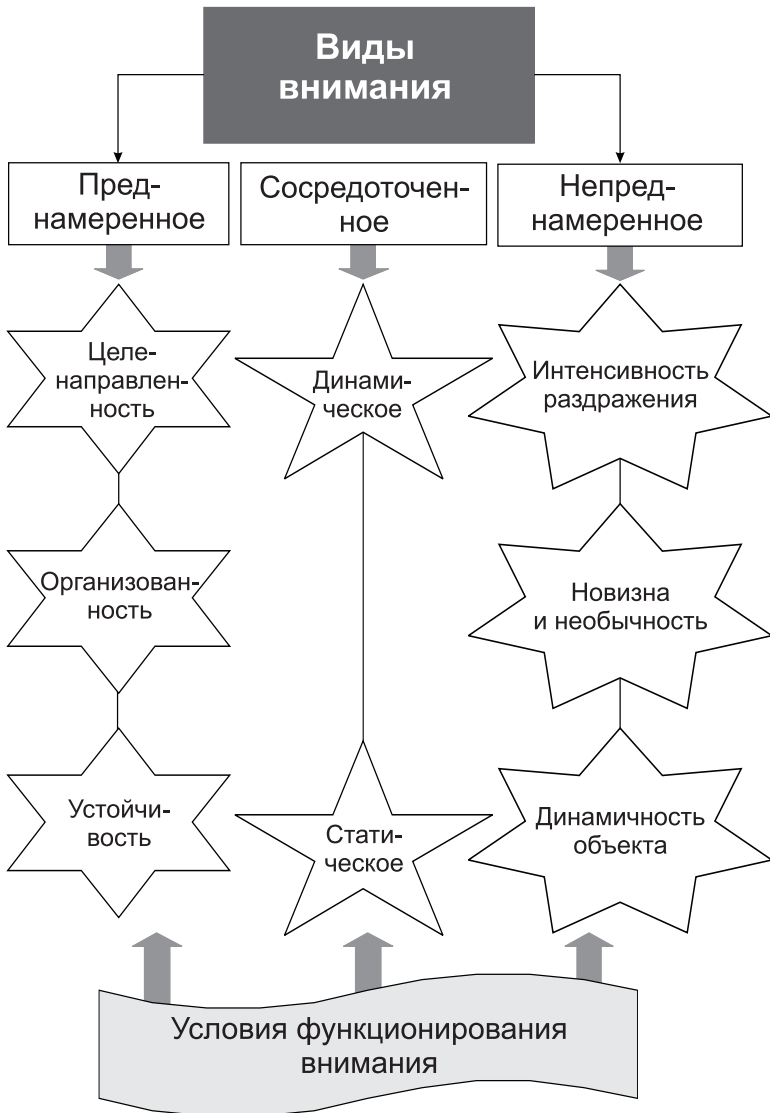 Виды
внимания
Пред-
намеренное
Сосредоточен-
ное
Непред-
намеренное
Целе-
направлен-
ность
Динами-
ческое
Интенсивность
раздражения
Организован-
ность
Новизна
и необычность
Устойчи-
вость
Стати-
ческое
Динамичность
объекта
Условия функционирования
внимания